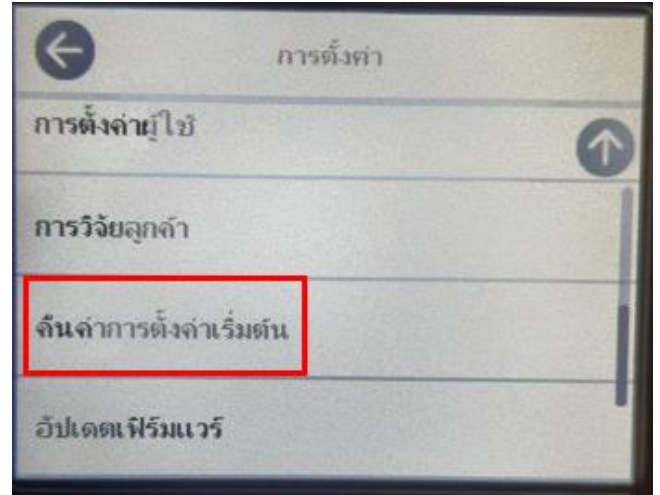 การตั้งค่า
การตั้งค่าผู้ใช้
การวิจัยลูกค้า
คืนค่าการตั้งค่าเริ่มต้น
อัปเดตเฟิร์มแวร์